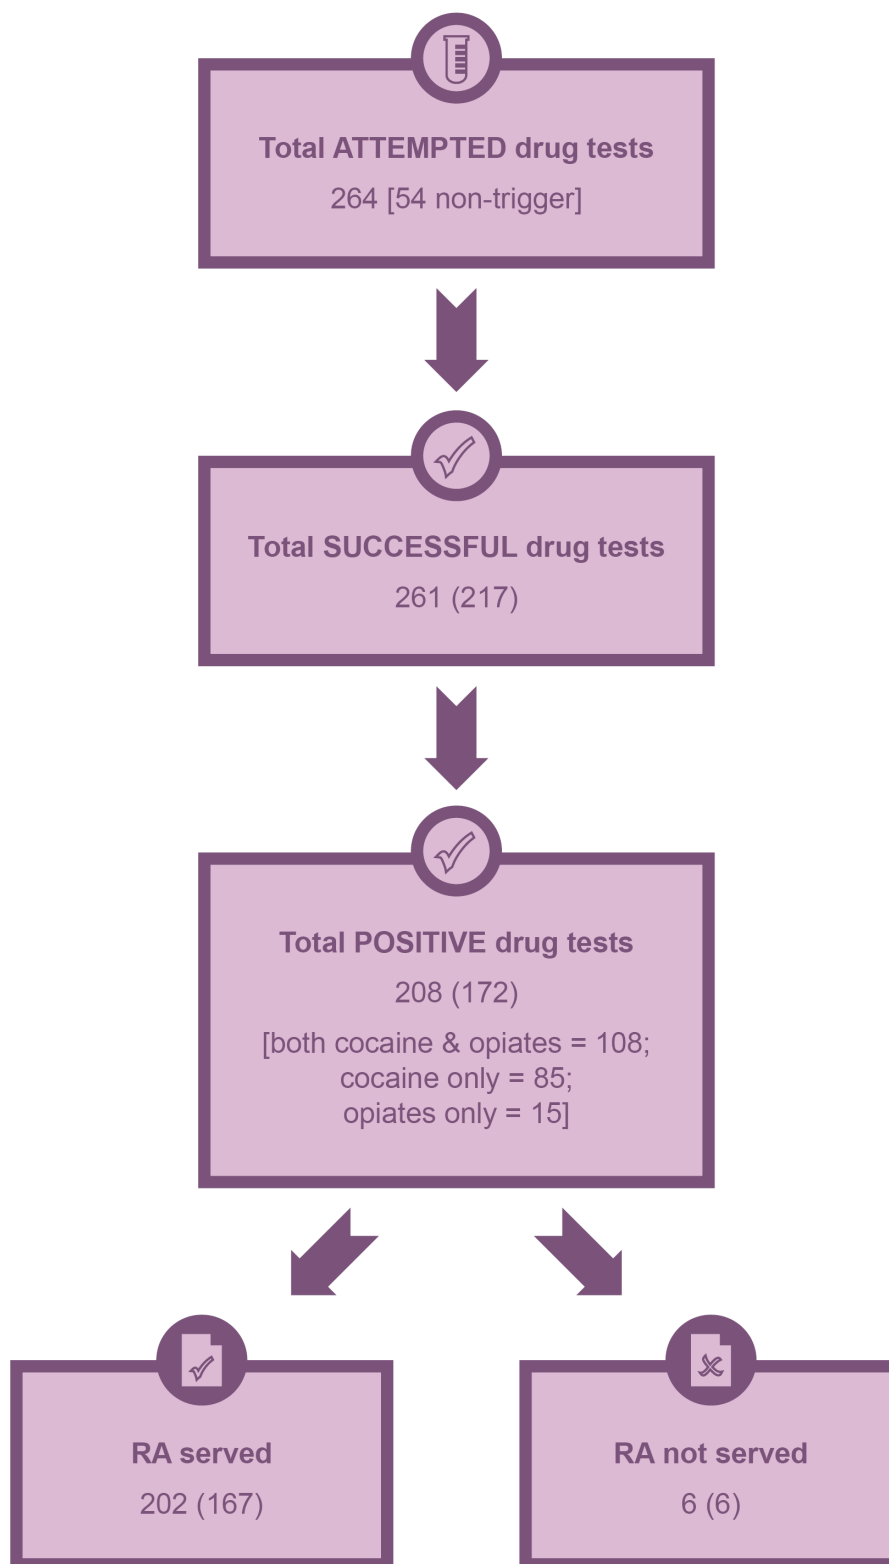 Total ATTEMPTED drug tests
264 [54 non-trigger]
Total SUCCESSFUL drug tests
261 (217)
Total POSITIVE drug tests
208 (172)
[both cocaine & opiates = 108;
cocaine only = 85;
opiates only = 15]
RA served
202 (167)
RA not served
6 (6)